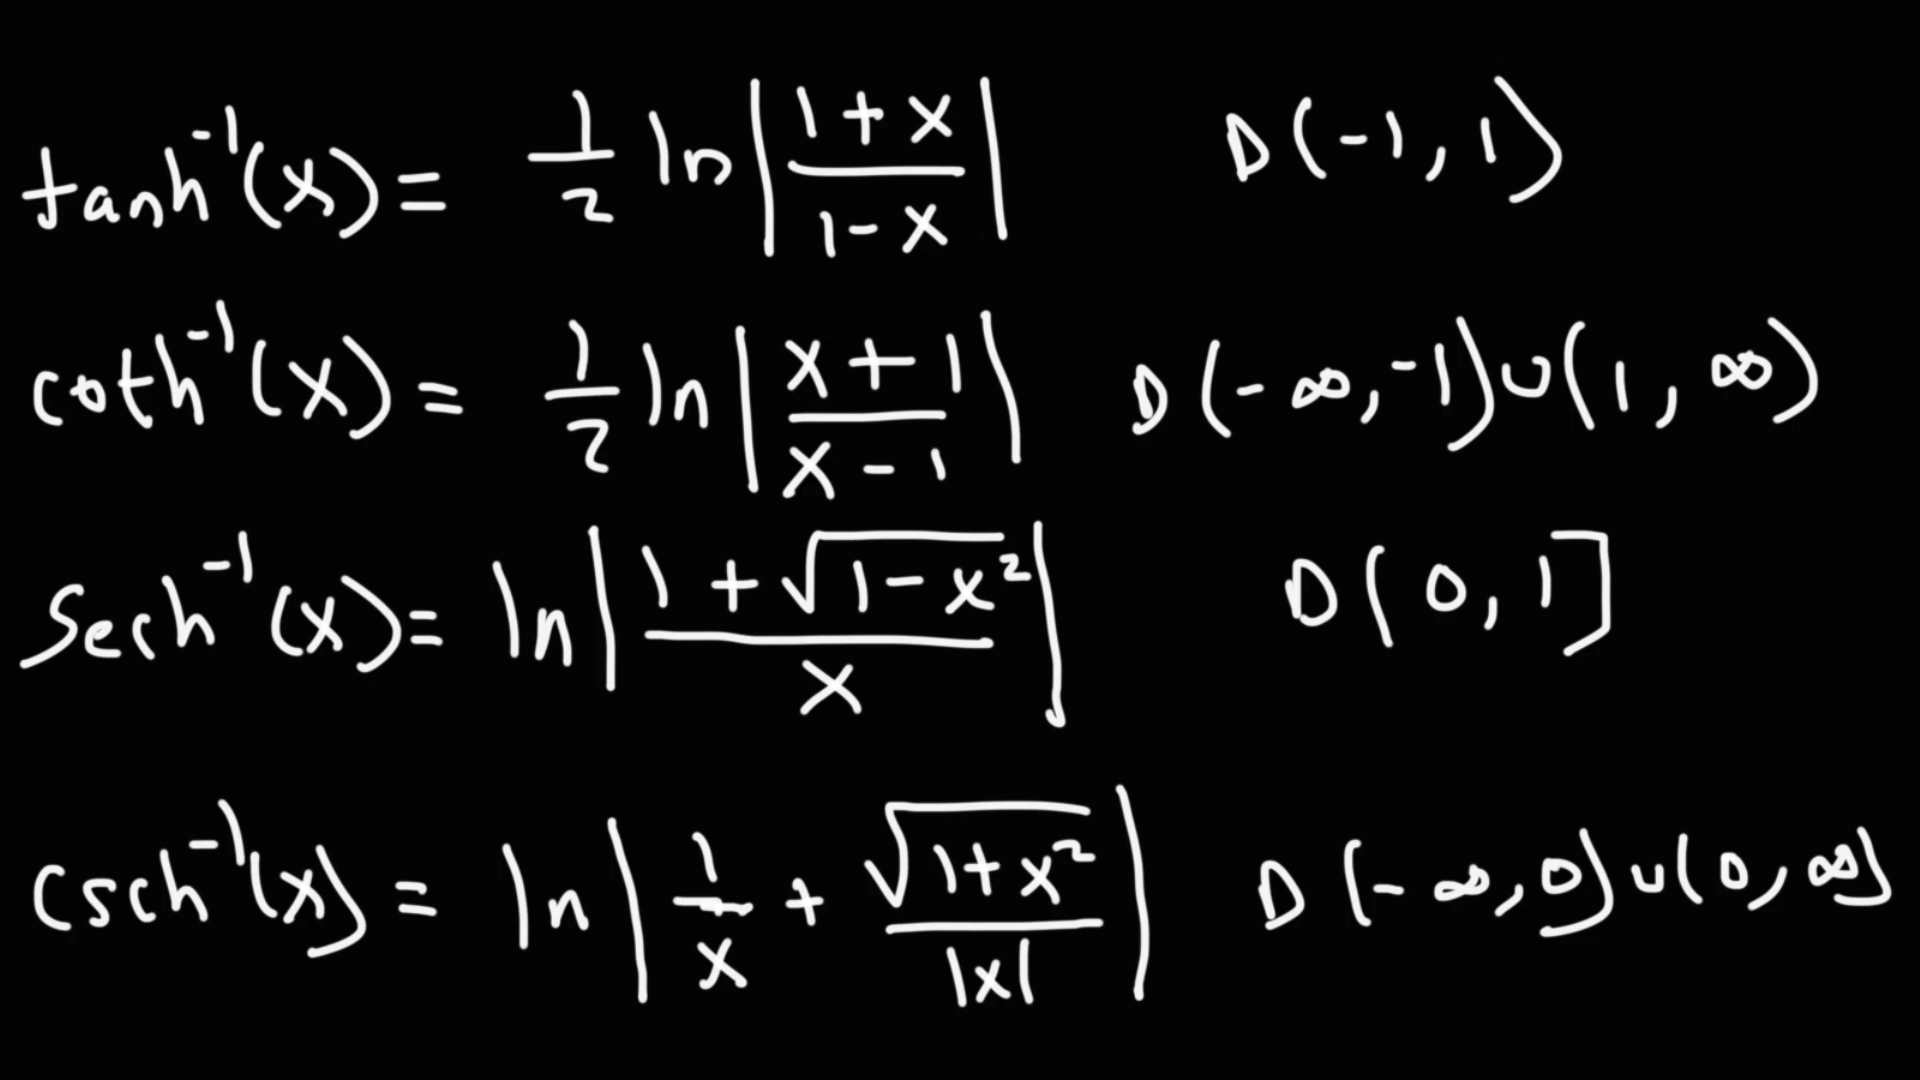 tanh⁻¹(x) = 1/2 ln|(1+x)/(1-x)| D(-1, 1)
coth⁻¹(x) = 1/2 ln|(x+1)/(x-1)| D(-∞, -1)∪(1, ∞)
Sech⁻¹(x) = ln|(1+√(1-x²))/x| D(0, 1]
csch⁻¹(x) = ln|1/x + √(1+x²)/|x|| D(-∞, 0)∪(0, ∞)